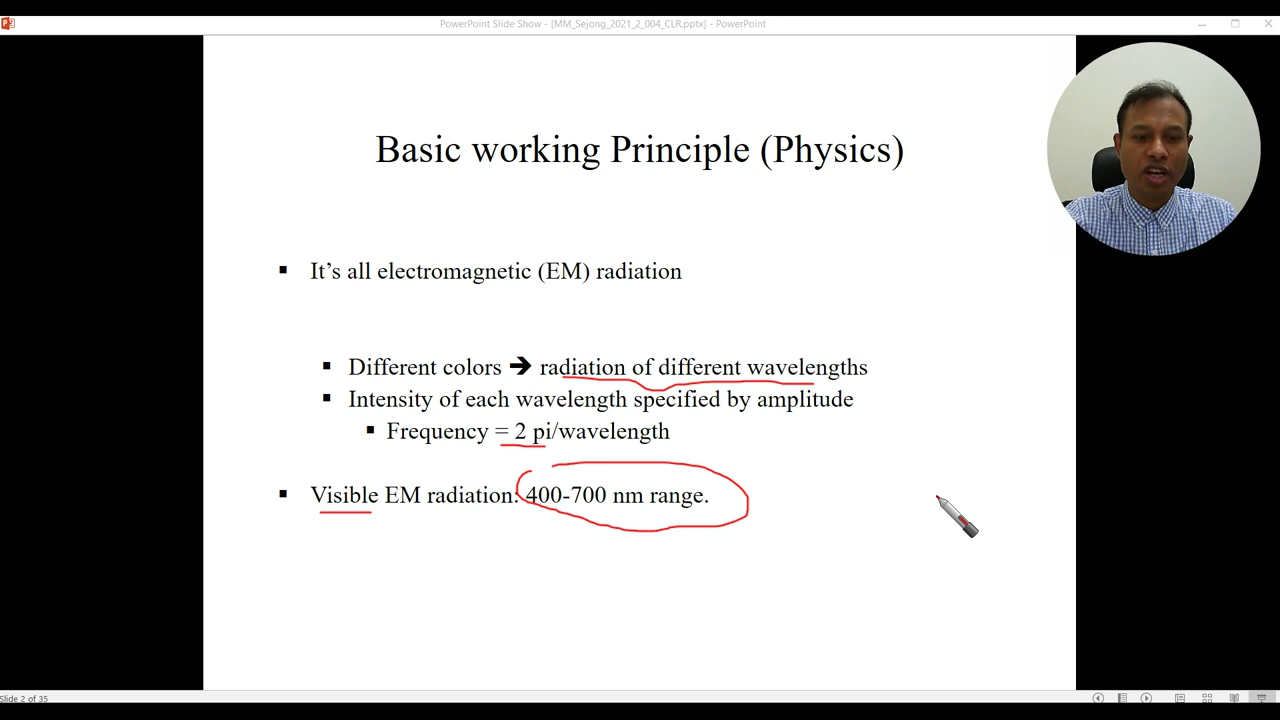 PowerPoint Slide Show - [MM_Sejong_2021_2_004_CLR.pptx] - PowerPoint
Basic working Principle (Physics)
▪ It's all electromagnetic (EM) radiation
▪ Different colors ➔ radiation of different wavelengths
▪ Intensity of each wavelength specified by amplitude
▪ Frequency = 2 pi/wavelength
▪ Visible EM radiation: 400-700 nm range.
Slide 2 of 35